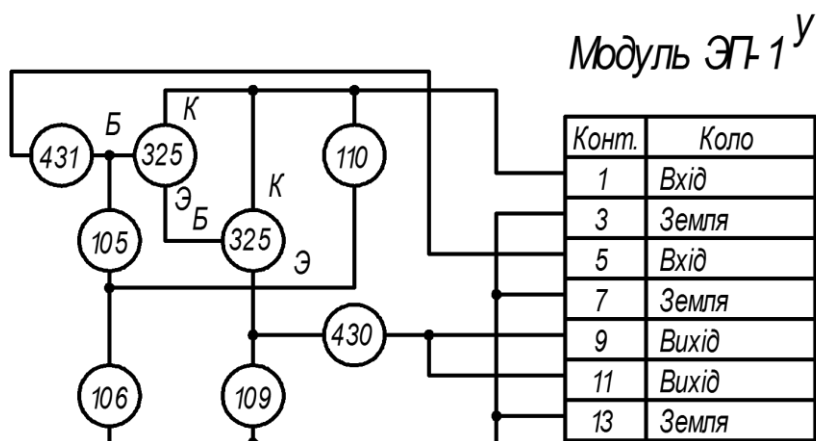 Модуль ЭП-1 У
Конт. Коло
1 Вхід
3 Земля
5 Вхід
7 Земля
9 Вихід
11 Вихід
13 Земля
К
Б
431
325
110
Э
Б
К
105
325
Э
430
106
109